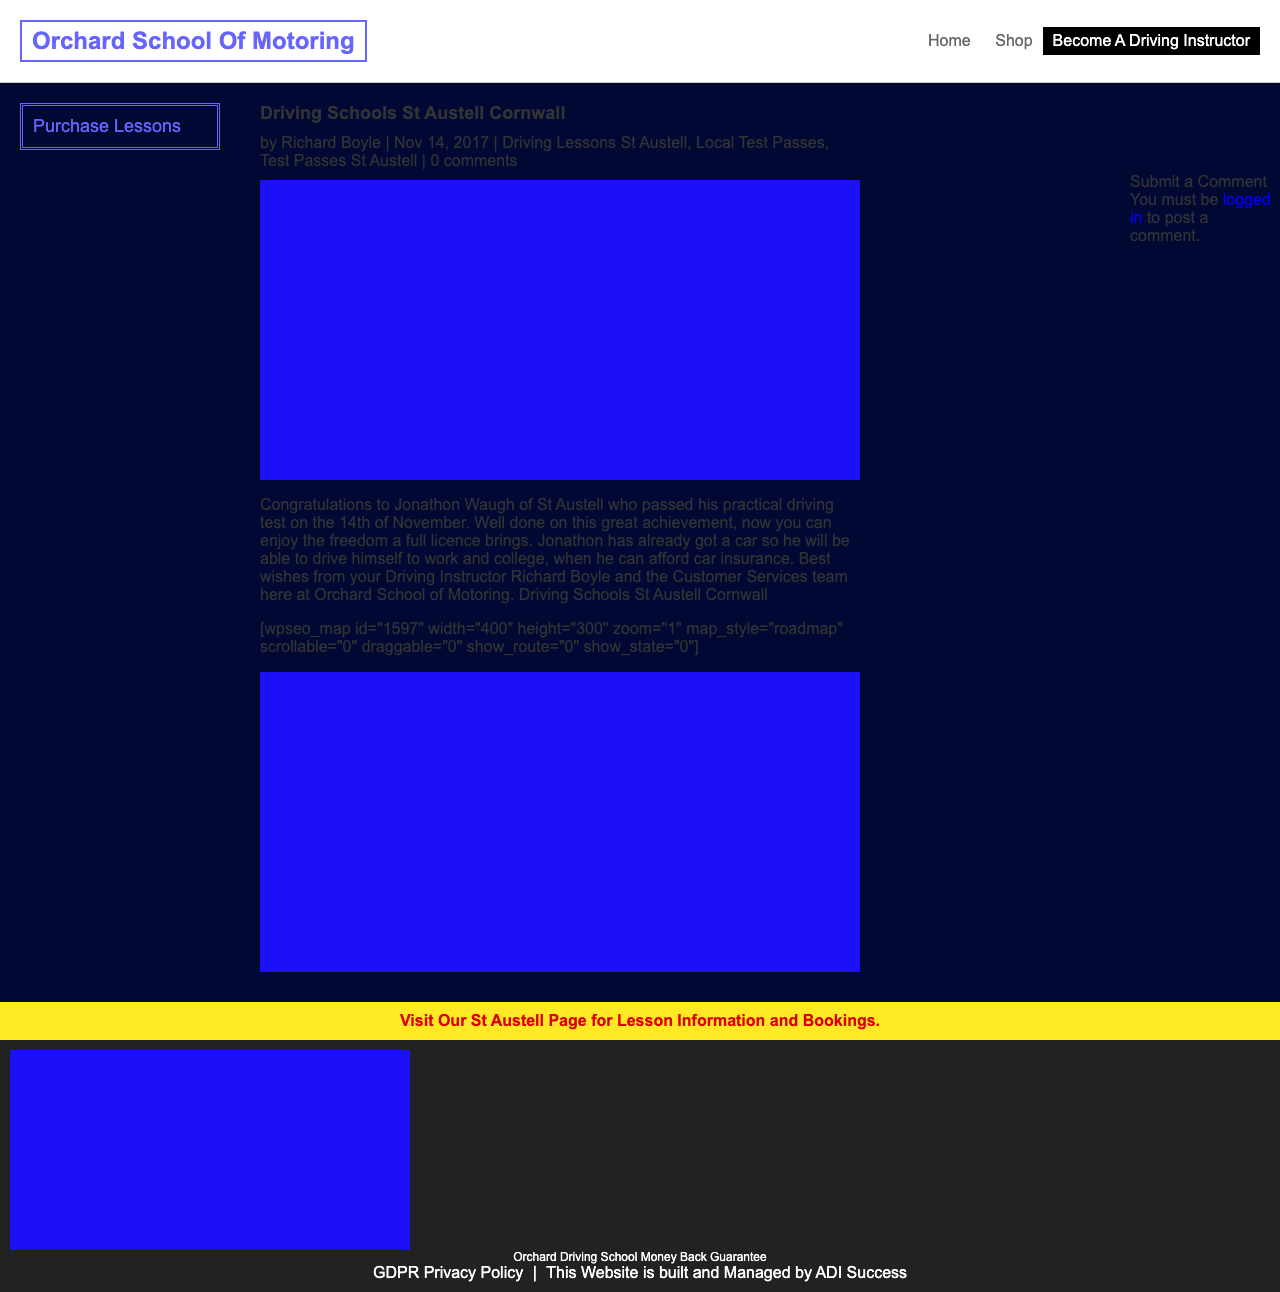 Orchard School Of Motoring
Home
Shop
Become A Driving Instructor
Purchase Lessons
Driving Schools St Austell Cornwall
by Richard Boyle | Nov 14, 2017 | Driving Lessons St Austell, Local Test Passes,
Test Passes St Austell | 0 comments
Congratulations to Jonathon Waugh of St Austell who passed his practical driving
test on the 14th of November. Well done on this great achievement, now you can
enjoy the freedom a full licence brings. Jonathon has already got a car so he will be
able to drive himself to work and college, when he can afford car insurance. Best
wishes from your Driving Instructor Richard Boyle and the Customer Services team
here at Orchard School of Motoring. Driving Schools St Austell Cornwall
[wpseo_map id="1597" width="400" height="300" zoom="1" map_style="roadmap"
scrollable="0" draggable="0" show_route="0" show_state="0"]
Submit a Comment
You must be logged
in to post a
comment.
Visit Our St Austell Page for Lesson Information and Bookings.
Orchard Driving School Money Back Guarantee
GDPR Privacy Policy | This Website is built and Managed by ADI Success